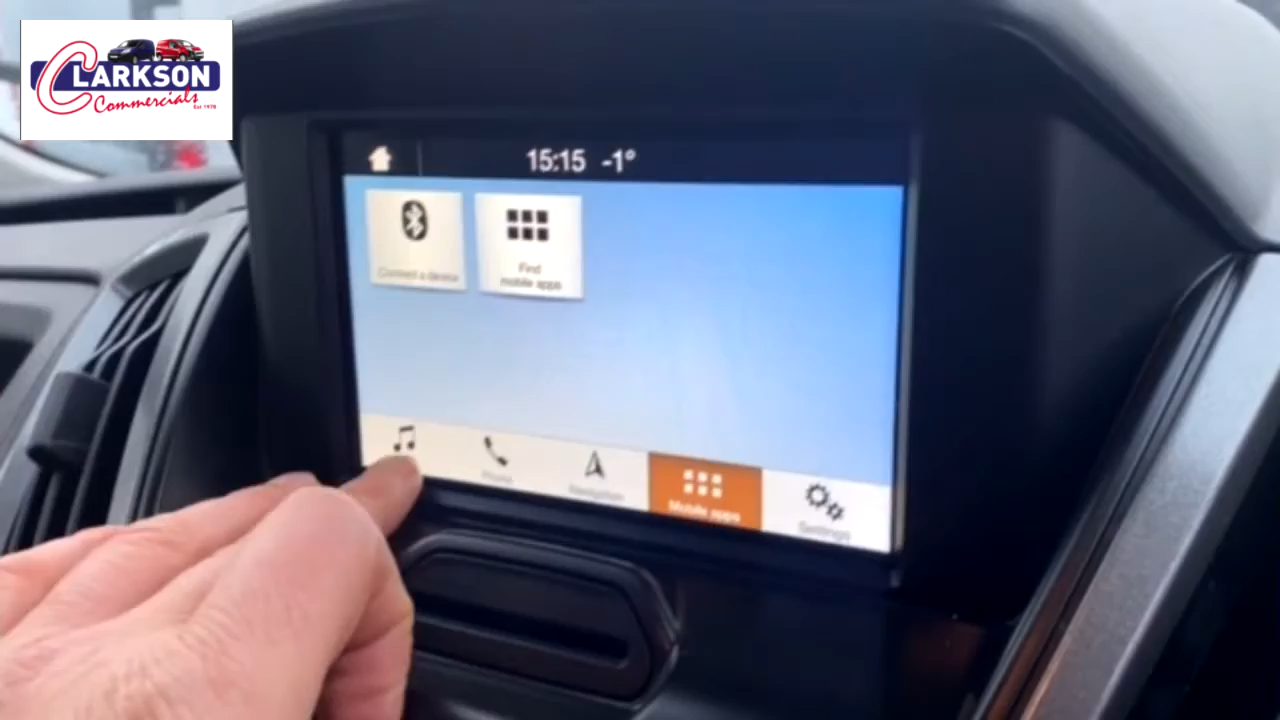 CLARKSON
Commercials
Est 1978
15:15 -1°
Connect a device
Find
mobile apps
Phone
Navigation
Mobile apps
Settings